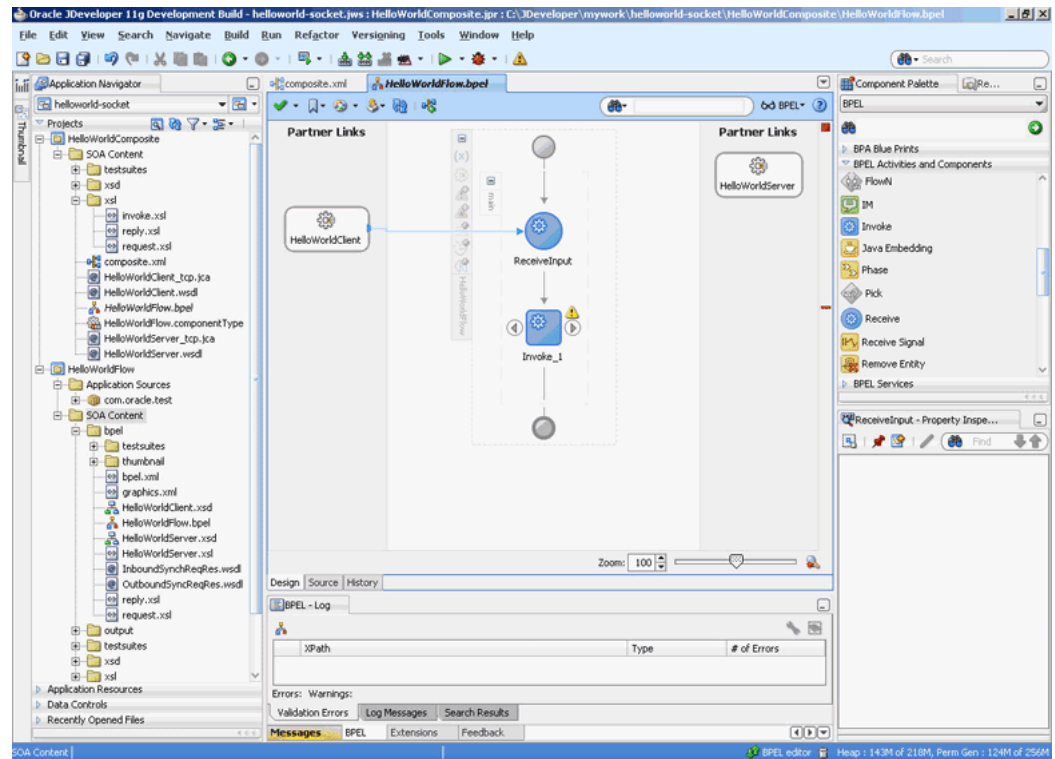 Oracle JDeveloper 11g Development Build - helloworld-socket.jws : HelloWorldComposite.jpr : C:\JDeveloper\mywork\helloworld-socket\HelloWorldComposite\HelloWorldFlow.bpel
File Edit View Search Navigate Build Run Refactor Versioning Tools Window Help
Search
Application Navigator
helloworld-socket
Projects
Thumbnail
HelloWorldComposite
SOA Content
testsuites
xsd
xsl
invoke.xsl
reply.xsl
request.xsl
composite.xml
HelloWorldClient_tcp.jca
HelloWorldClient.wsdl
HelloWorldFlow.bpel
HelloWorldFlow.componentType
HelloWorldServer_tcp.jca
HelloWorldServer.wsdl
HelloWorldFlow
Application Sources
com.oracle.test
SOA Content
bpel
testsuites
thumbnail
bpel.xml
graphics.xml
HelloWorldClient.xsd
HelloWorldFlow.bpel
HelloWorldServer.xsd
HelloWorldServer.xsl
InboundSynchReqRes.wsdl
OutboundSyncReqRes.wsdl
reply.xsl
request.xsl
output
testsuites
xsd
xsl
Application Resources
Data Controls
Recently Opened Files
composite.xml HelloWorldFlow.bpel
BPEL
Partner Links
Partner Links
HelloWorldClient
HelloWorldServer
main
(x)
HelloWorldFlow
ReceiveInput
Invoke_1
Zoom: 100
Design Source History
BPEL - Log
XPath Type # of Errors
Errors: Warnings:
Validation Errors Log Messages Search Results
Messages BPEL Extensions Feedback
Component Palette Re...
BPEL
BPA Blue Prints
BPEL Activities and Components
FlowN
IM
Invoke
Java Embedding
Phase
Pick
Receive
Receive Signal
Remove Entity
BPEL Services
ReceiveInput - Property Inspe...
Find
SOA Content
BPEL editor Heap : 143M of 218M, Perm Gen : 124M of 256M